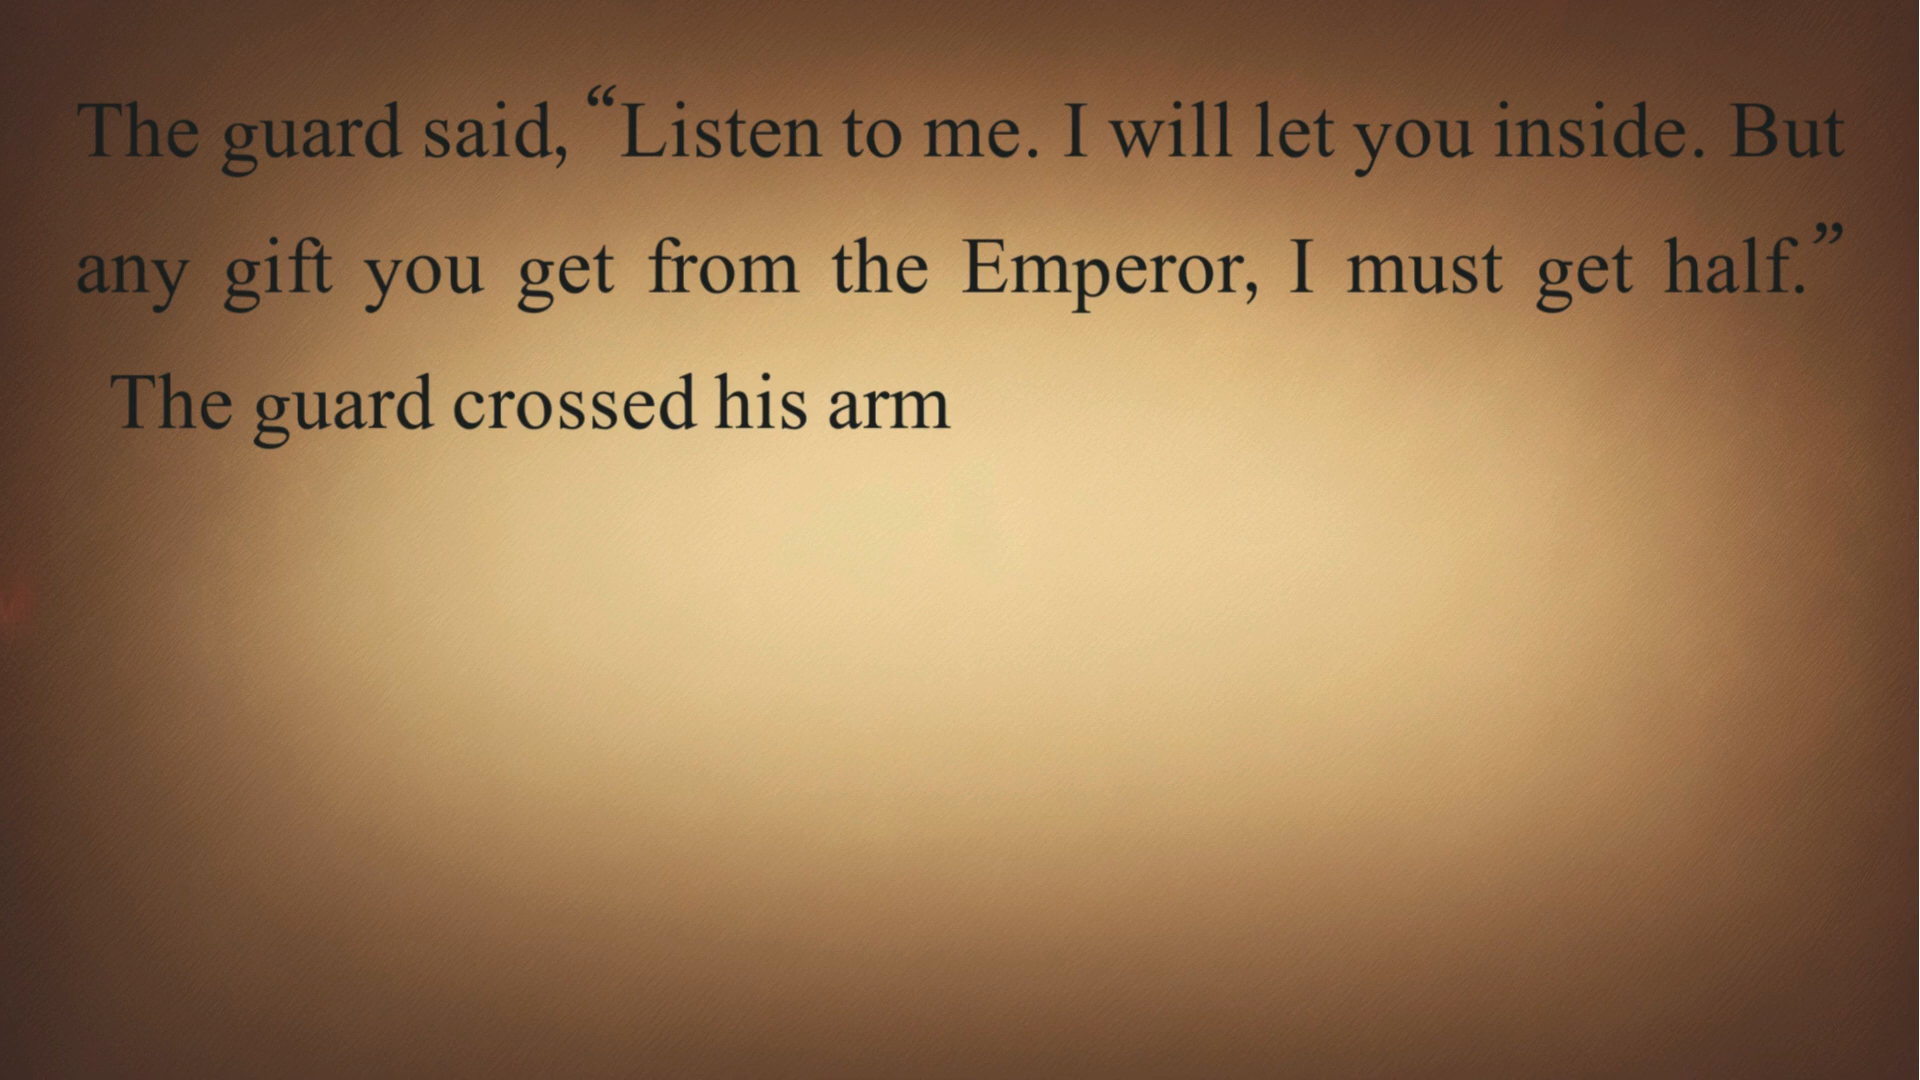 The guard said, “Listen to me. I will let you inside. But
any gift you get from the Emperor, I must get half.”
The guard crossed his arm